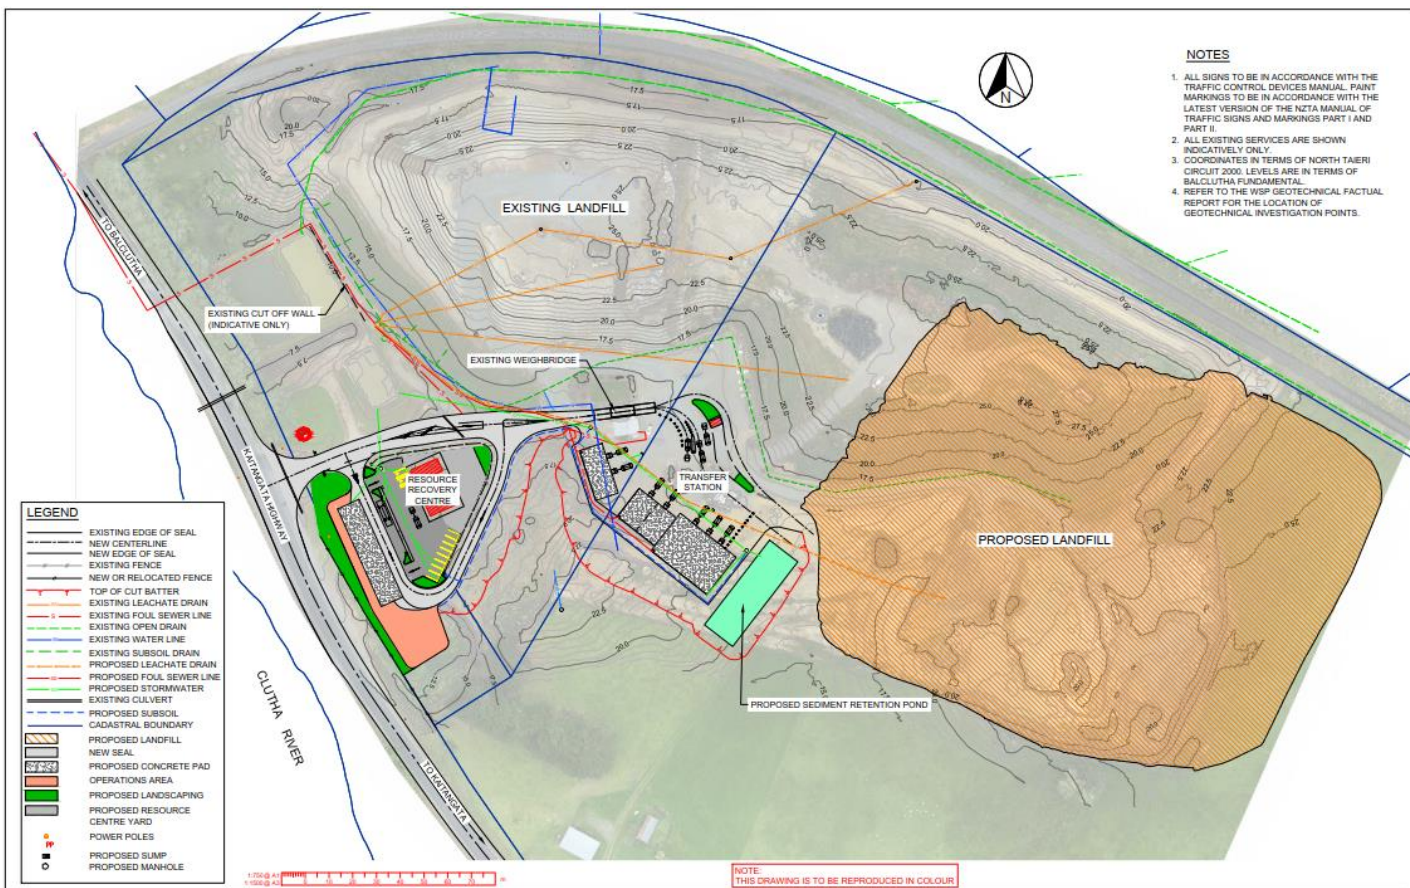 NOTES
1. ALL SIGNS TO BE IN ACCORDANCE WITH THE
TRAFFIC CONTROL DEVICES MANUAL. PAINT
MARKINGS TO BE IN ACCORDANCE WITH THE
LATEST VERSION OF THE NZTA MANUAL OF
TRAFFIC SIGNS AND MARKINGS PART I AND
PART II.
2. ALL EXISTING SERVICES ARE SHOWN
INDICATIVELY ONLY.
3. COORDINATES IN TERMS OF NORTH TAIERI
CIRCUIT 2000. LEVELS ARE IN TERMS OF
BALCLUTHA FUNDAMENTAL.
4. REFER TO THE WSP GEOTECHNICAL FACTUAL
REPORT FOR THE LOCATION OF
GEOTECHNICAL INVESTIGATION POINTS.
N
EXISTING LANDFILL
TO BALCLUTHA
EXISTING CUT OFF WALL
(INDICATIVE ONLY)
EXISTING WEIGHBRIDGE
KAITANGATA HIGHWAY
RESOURCE
RECOVERY
CENTRE
TRANSFER
STATION
PROPOSED LANDFILL
PROPOSED SEDIMENT RETENTION POND
CLUTHA RIVER
TO KAITANGATA
LEGEND
EXISTING EDGE OF SEAL
NEW CENTERLINE
NEW EDGE OF SEAL
EXISTING FENCE
NEW OR RELOCATED FENCE
TOP OF CUT BATTER
EXISTING LEACHATE DRAIN
EXISTING FOUL SEWER LINE
EXISTING OPEN DRAIN
EXISTING WATER LINE
EXISTING SUBSOIL DRAIN
PROPOSED LEACHATE DRAIN
PROPOSED FOUL SEWER LINE
PROPOSED STORMWATER
EXISTING CULVERT
PROPOSED SUBSOIL
CADASTRAL BOUNDARY
PROPOSED LANDFILL
NEW SEAL
PROPOSED CONCRETE PAD
OPERATIONS AREA
PROPOSED LANDSCAPING
PROPOSED RESOURCE
CENTRE YARD
PP
POWER POLES
PROPOSED SUMP
PROPOSED MANHOLE
1:750@ A1
1:1500@ A3
NOTE:
THIS DRAWING IS TO BE REPRODUCED IN COLOUR